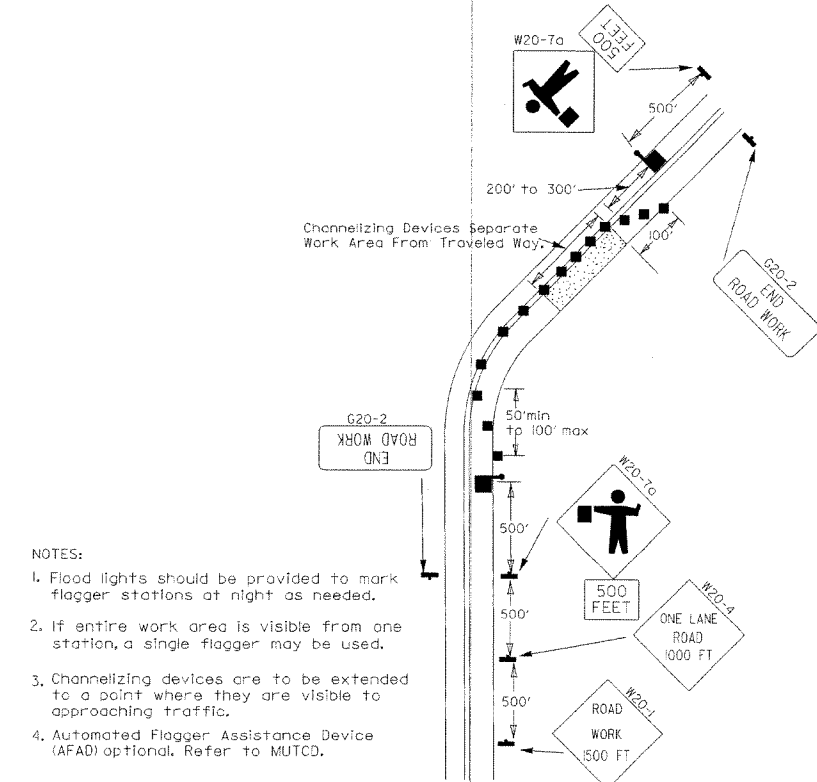 W20-7a
500
FEET
500'
200' to 300'
Channelizing Devices Separate
Work Area From Traveled Way.
100'
G20-2
END
ROAD WORK
50'min
to 100' max
G20-2
END
ROAD WORK
W20-7a
500'
500
FEET
500'
W20-4
ONE LANE
ROAD
1000 FT
500'
W20-1
ROAD
WORK
1500 FT
NOTES:
1. Flood lights should be provided to mark
flagger stations at night as needed.
2. If entire work area is visible from one
station, a single flagger may be used.
3. Channelizing devices are to be extended
to a point where they are visible to
approaching traffic.
4. Automated Flagger Assistance Device
(AFAD) optional. Refer to MUTCD.